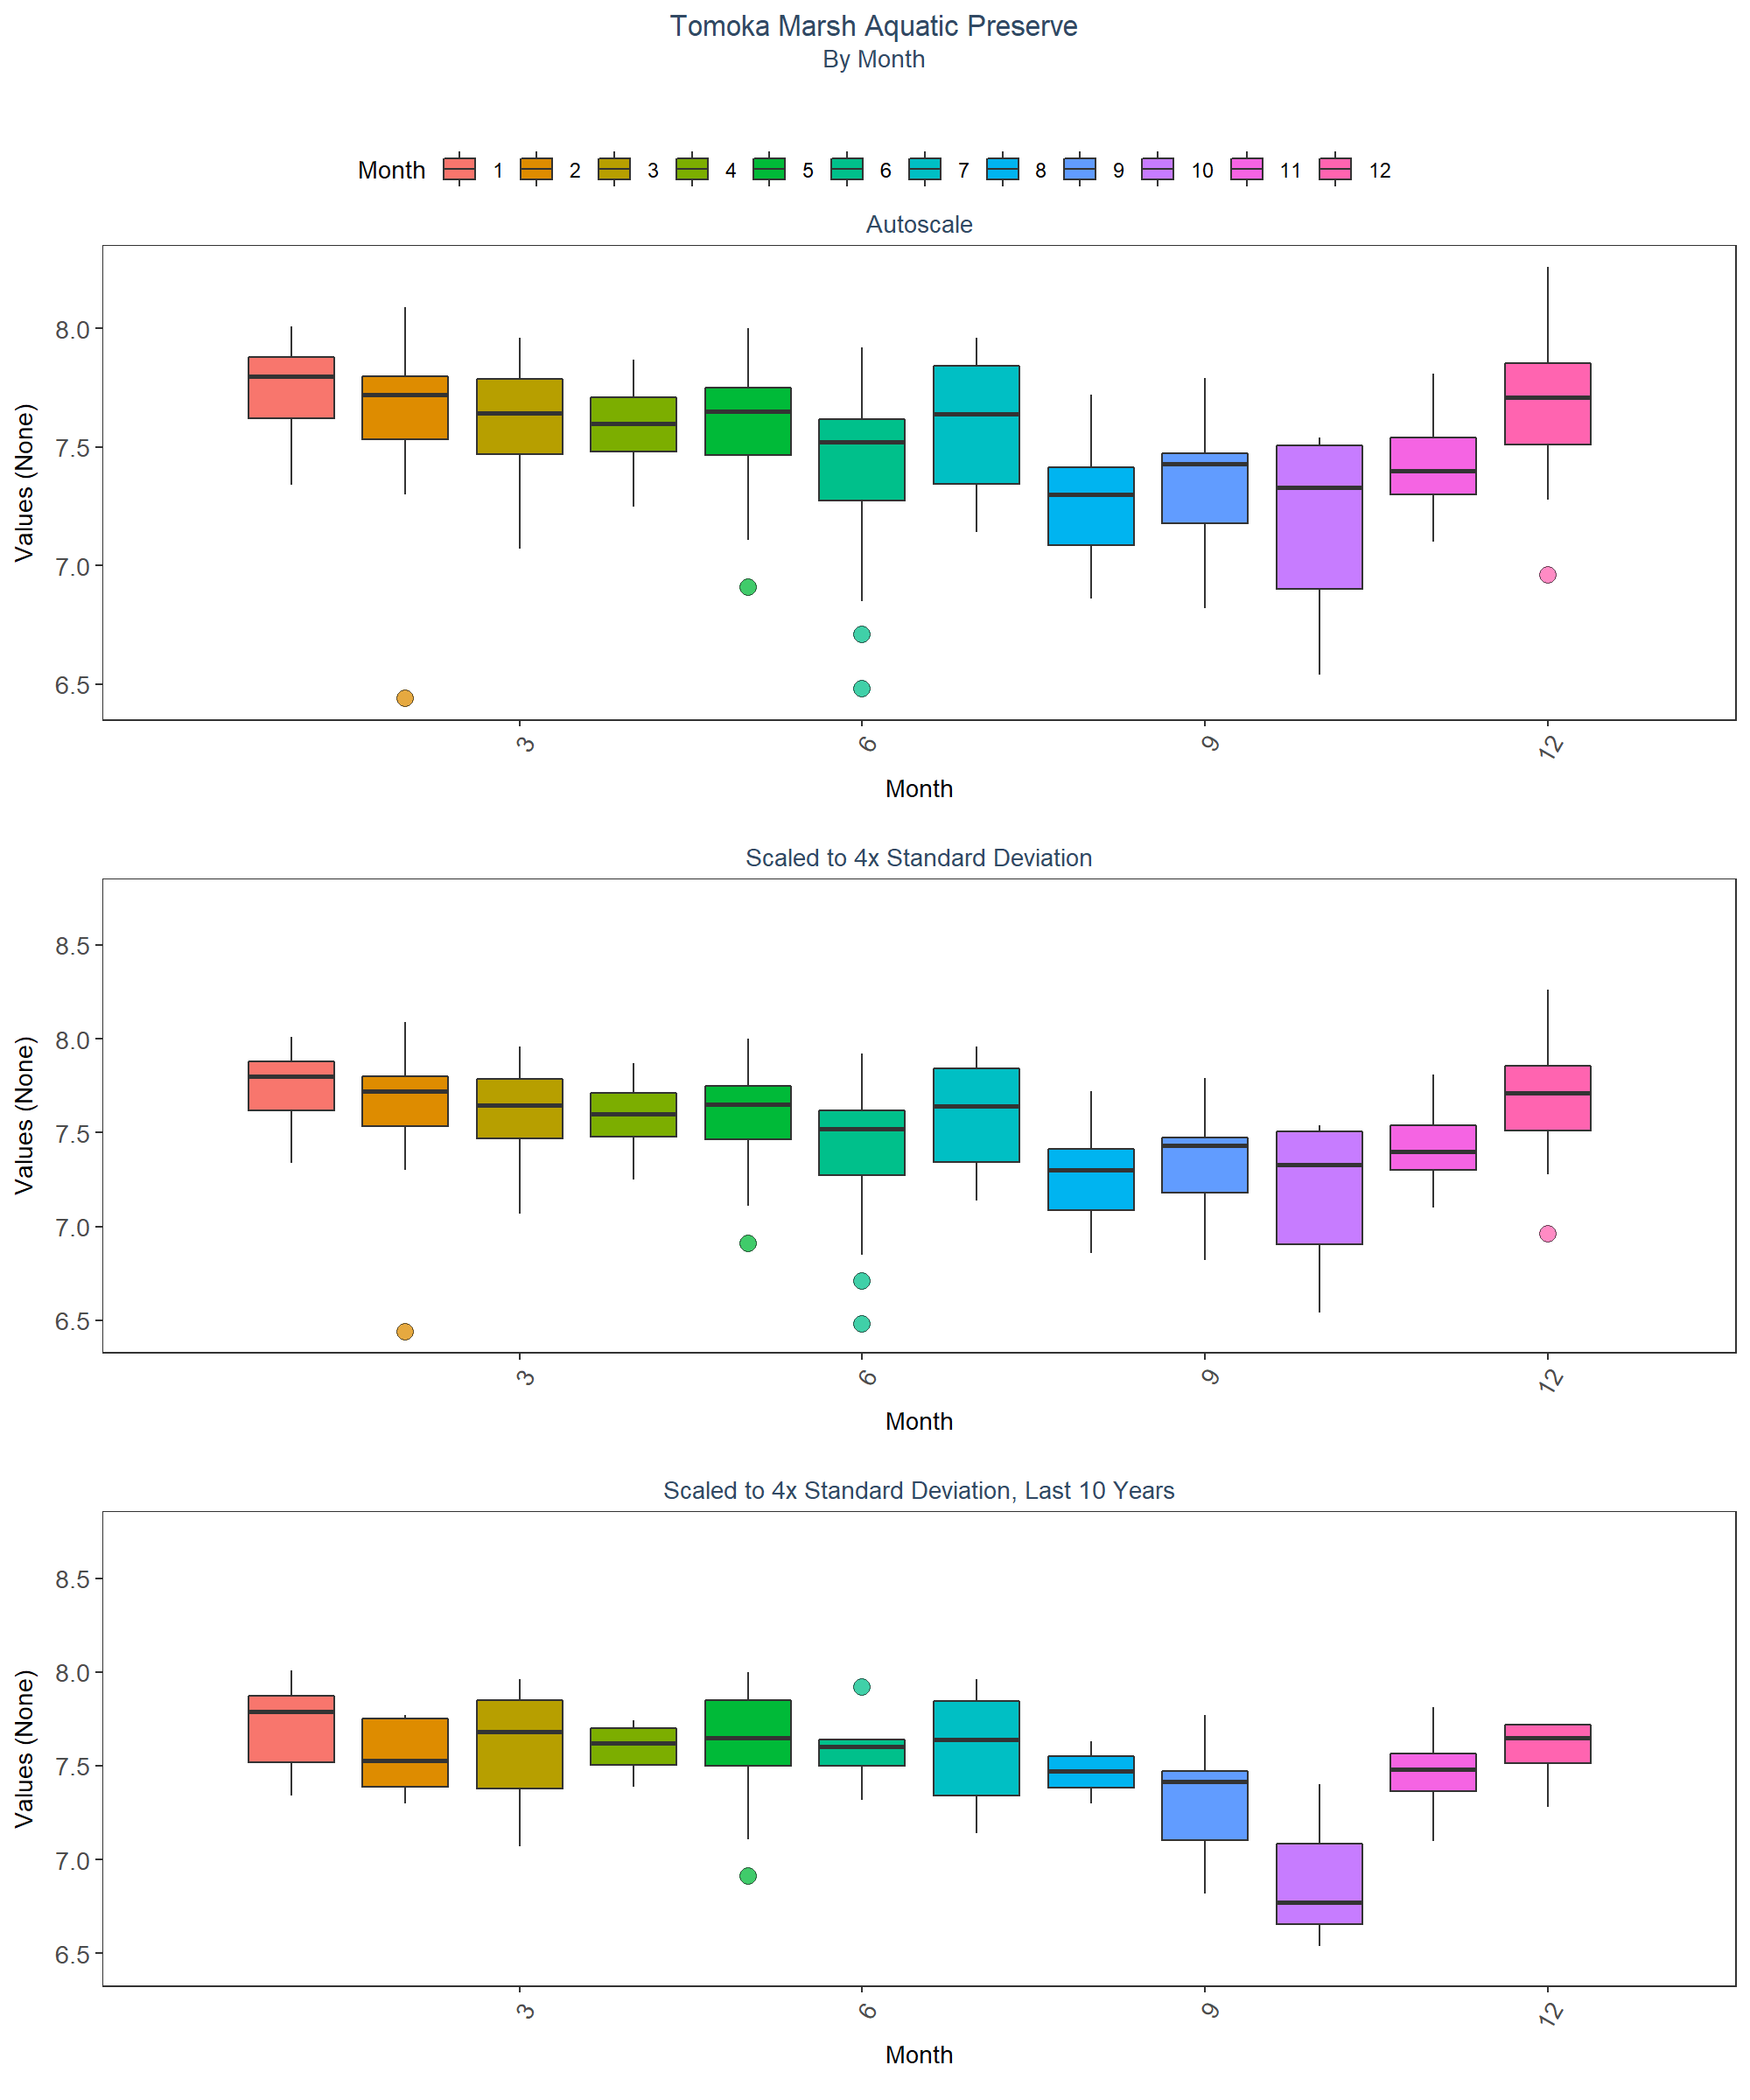 Tomoka Marsh Aquatic Preserve
By Month
Month 1 2 3 4 5 6 7 8 9 10 11 12
Autoscale
Values (None)
8.0
7.5
7.0
6.5
3 6 9 12
Month
Scaled to 4x Standard Deviation
Values (None)
8.5
8.0
7.5
7.0
6.5
3 6 9 12
Month
Scaled to 4x Standard Deviation, Last 10 Years
Values (None)
8.5
8.0
7.5
7.0
6.5
3 6 9 12
Month